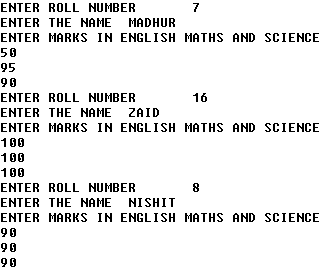 ENTER ROLL NUMBER 7
ENTER THE NAME MADHUR
ENTER MARKS IN ENGLISH MATHS AND SCIENCE
50
95
90
ENTER ROLL NUMBER 16
ENTER THE NAME ZAID
ENTER MARKS IN ENGLISH MATHS AND SCIENCE
100
100
100
ENTER ROLL NUMBER 8
ENTER THE NAME NISHIT
ENTER MARKS IN ENGLISH MATHS AND SCIENCE
90
90
90